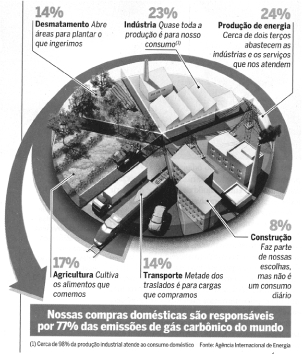 14%
Desmatamento Abre
áreas para plantar o
que ingerimos
23%
Indústria Quase toda a
produção é para nosso
consumo(1)
24%
Produção de energia
Cerca de dois terços
abastecem as
indústrias e os serviços
que nos atendem
8%
Construção
Faz parte
de nossas
escolhas,
mas não é
um consumo
diário
17%
Agricultura Cultiva
os alimentos que
comemos
14%
Transporte Metade dos
traslados é para cargas
que compramos
Nossas compras domésticas são responsáveis
por 77% das emissões de gás carbônico do mundo
(1) Cerca de 98% da produção industrial atende ao consumo doméstico Fonte: Agência Internacional de Energia